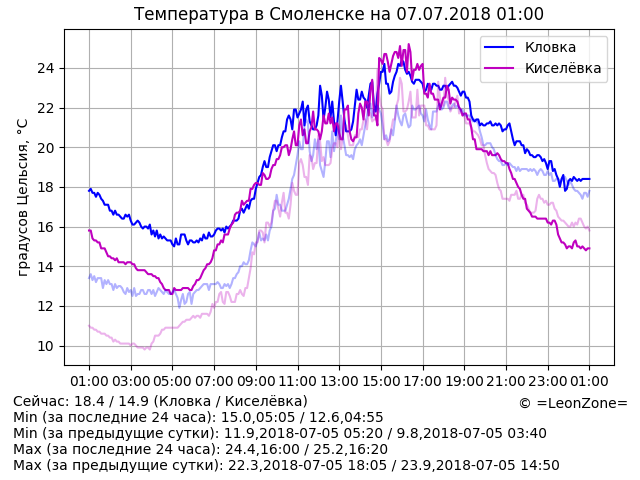 Температура в Смоленске на 07.07.2018 01:00
Кловка
Киселёвка
градусов Цельсия, °C
24
22
20
18
16
14
12
10
01:00 03:00 05:00 07:00 09:00 11:00 13:00 15:00 17:00 19:00 21:00 23:00 01:00
Сейчас: 18.4 / 14.9 (Кловка / Киселёвка)
© =LeonZone=
Min (за последние 24 часа): 15.0,05:05 / 12.6,04:55
Min (за предыдущие сутки): 11.9,2018-07-05 05:20 / 9.8,2018-07-05 03:40
Max (за последние 24 часа): 24.4,16:00 / 25.2,16:20
Max (за предыдущие сутки): 22.3,2018-07-05 18:05 / 23.9,2018-07-05 14:50